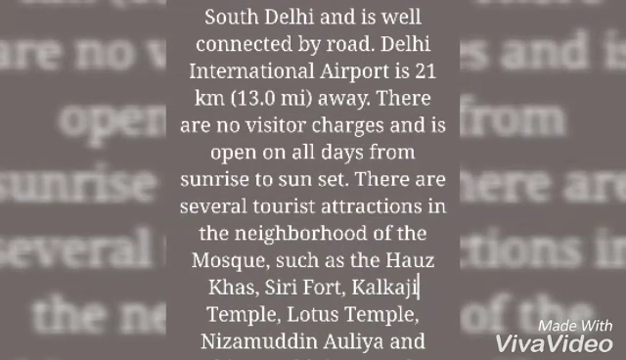 South Delhi and is well
connected by road. Delhi
International Airport is 21
km (13.0 mi) away. There
are no visitor charges and is
open on all days from
sunrise to sun set. There are
several tourist attractions in
the neighborhood of the
Mosque, such as the Hauz
Khas, Siri Fort, Kalkaji
Temple, Lotus Temple,
Nizamuddin Auliya and
Made With
VivaVideo